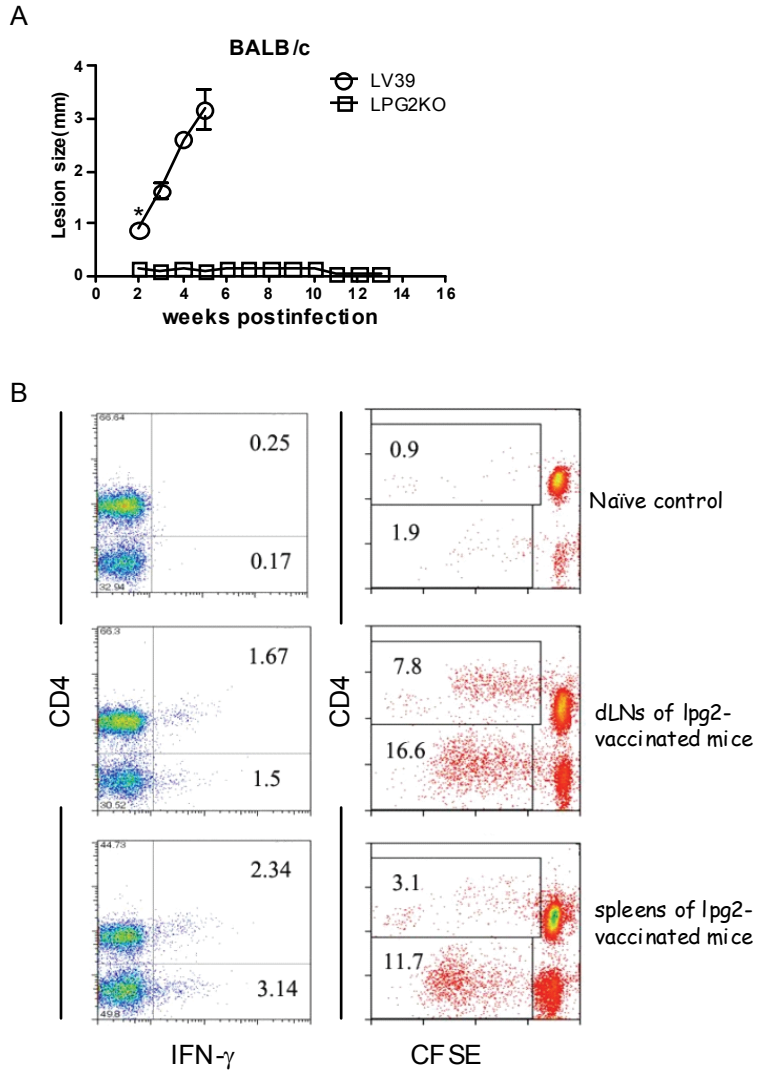 A
BALB/c
LV39
LPG2KO
Lesion size(mm)
4
3
2
1
0
*
0 2 4 6 8 10 12 14 16
weeks postinfection
B
CD4
CD4
66.64
0.25
0.17
32.94
0.9
1.9
Naïve control
66.3
1.67
1.5
30.52
7.8
16.6
dLNs of lpg2-
vaccinated mice
44.73
2.34
3.14
49.8
3.1
11.7
spleens of lpg2-
vaccinated mice
IFN-γ
CFSE